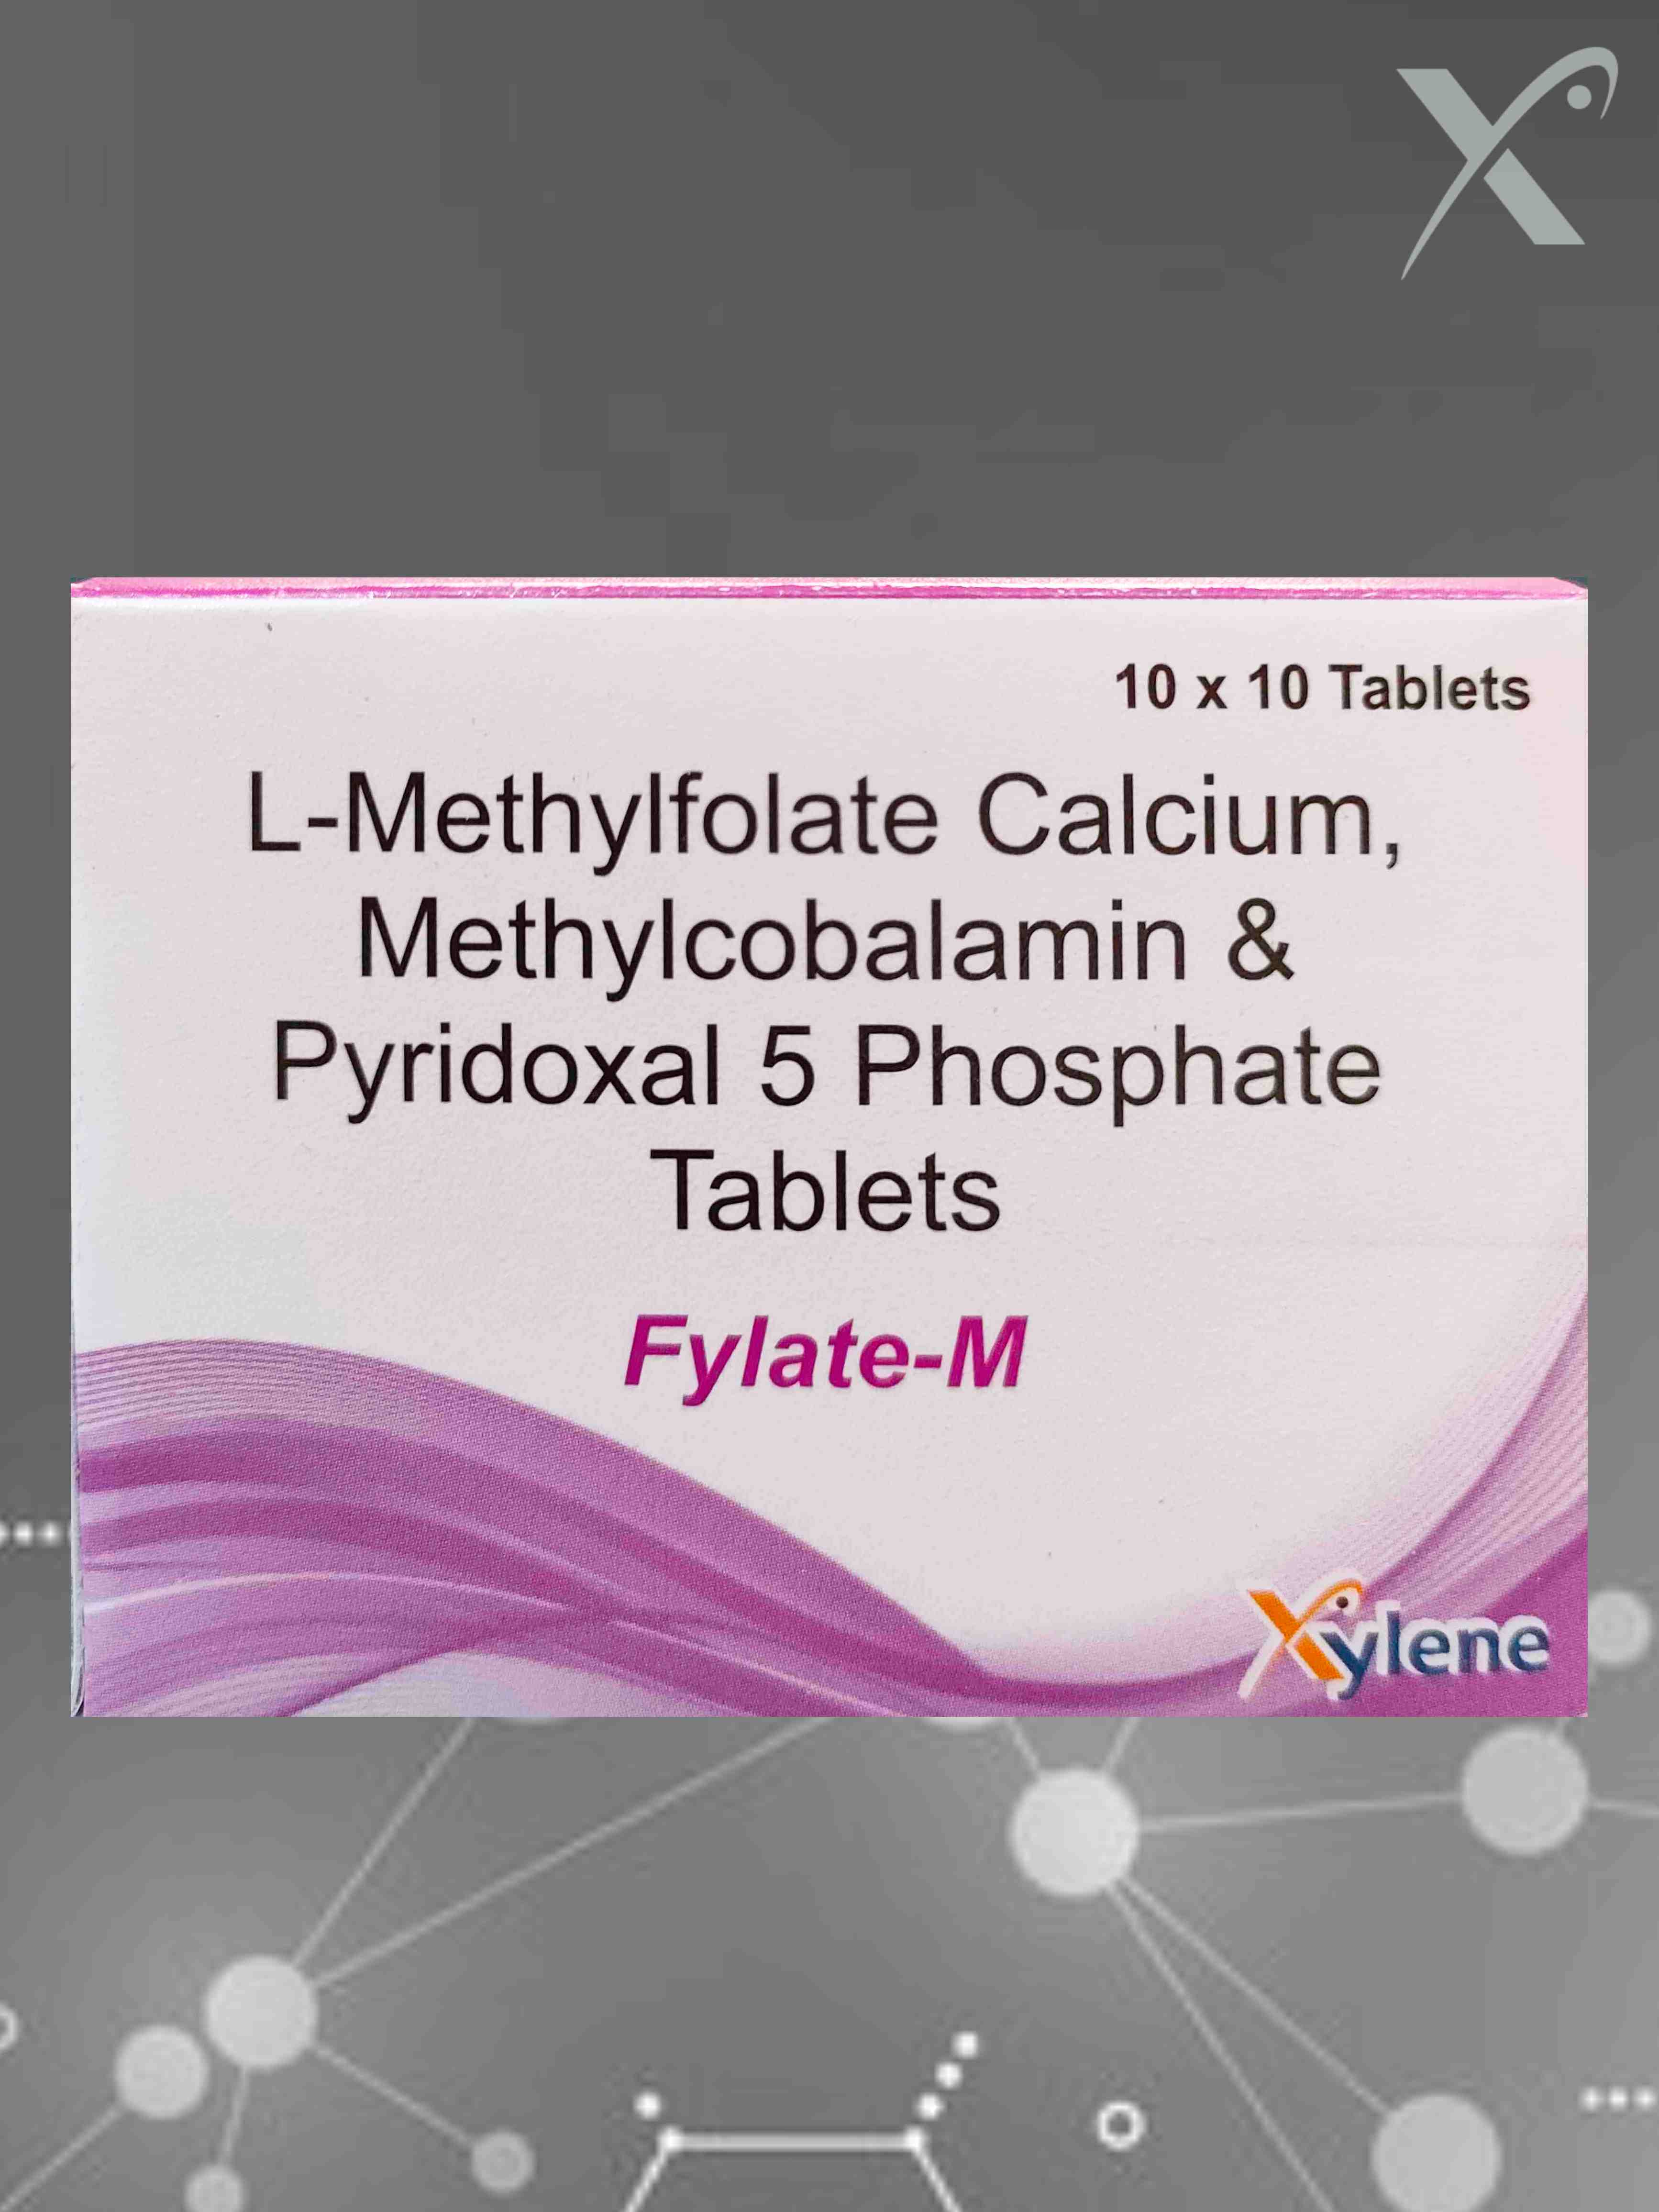 10 x 10 Tablets
L-Methylfolate Calcium,
Methylcobalamin &
Pyridoxal 5 Phosphate
Tablets
Fylate-M
Xylene